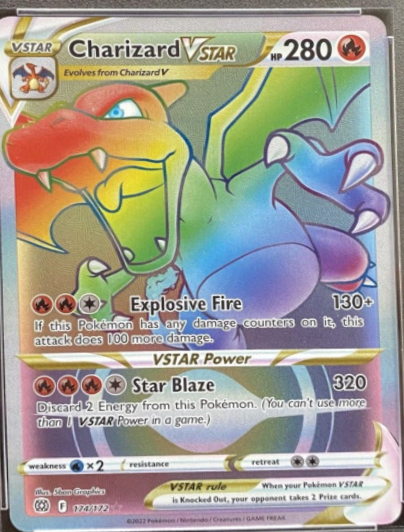 VSTAR Charizard VSTAR HP 280
Evolves from Charizard V
Explosive Fire 130+
If this Pokémon has any damage counters on it, this
attack does 100 more damage.
VSTAR Power
Star Blaze 320
Discard 2 Energy from this Pokémon. (You can't use more
than 1 VSTAR Power in a game.)
weakness ×2 resistance retreat
Illus. 5ban Graphics
VSTAR rule When your Pokémon VSTAR
is Knocked Out, your opponent takes 2 Prize cards.
F 174/172
©2022 Pokémon / Nintendo / Creatures / GAME FREAK